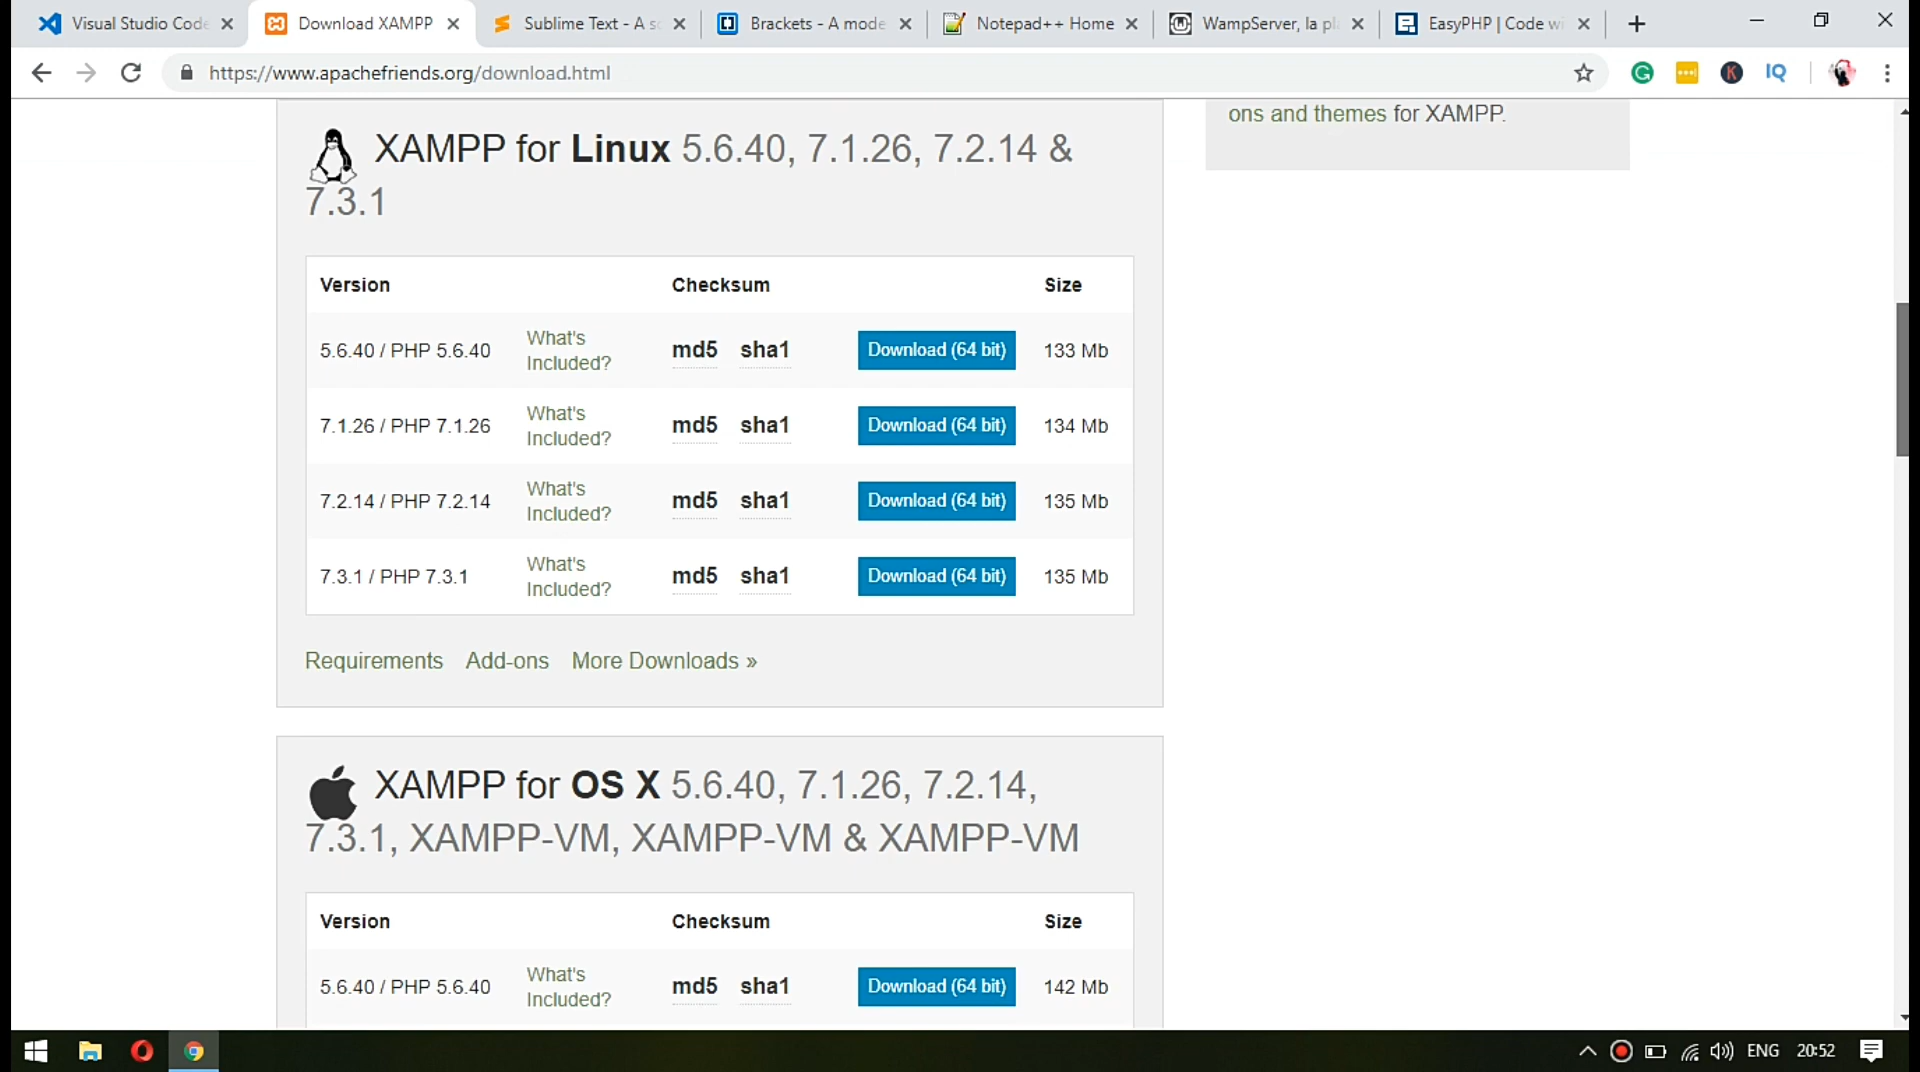 Visual Studio Code
Download XAMPP
Sublime Text - A so
Brackets - A mode
Notepad++ Home
WampServer, la pl
EasyPHP | Code wi
https://www.apachefriends.org/download.html
IQ
ons and themes for XAMPP.
XAMPP for Linux 5.6.40, 7.1.26, 7.2.14 &
7.3.1
Version Checksum Size
5.6.40 / PHP 5.6.40 What's Included? md5 sha1 Download (64 bit) 133 Mb
7.1.26 / PHP 7.1.26 What's Included? md5 sha1 Download (64 bit) 134 Mb
7.2.14 / PHP 7.2.14 What's Included? md5 sha1 Download (64 bit) 135 Mb
7.3.1 / PHP 7.3.1 What's Included? md5 sha1 Download (64 bit) 135 Mb
Requirements Add-ons More Downloads »
XAMPP for OS X 5.6.40, 7.1.26, 7.2.14,
7.3.1, XAMPP-VM, XAMPP-VM & XAMPP-VM
Version Checksum Size
5.6.40 / PHP 5.6.40 What's Included? md5 sha1 Download (64 bit) 142 Mb
ENG 20:52